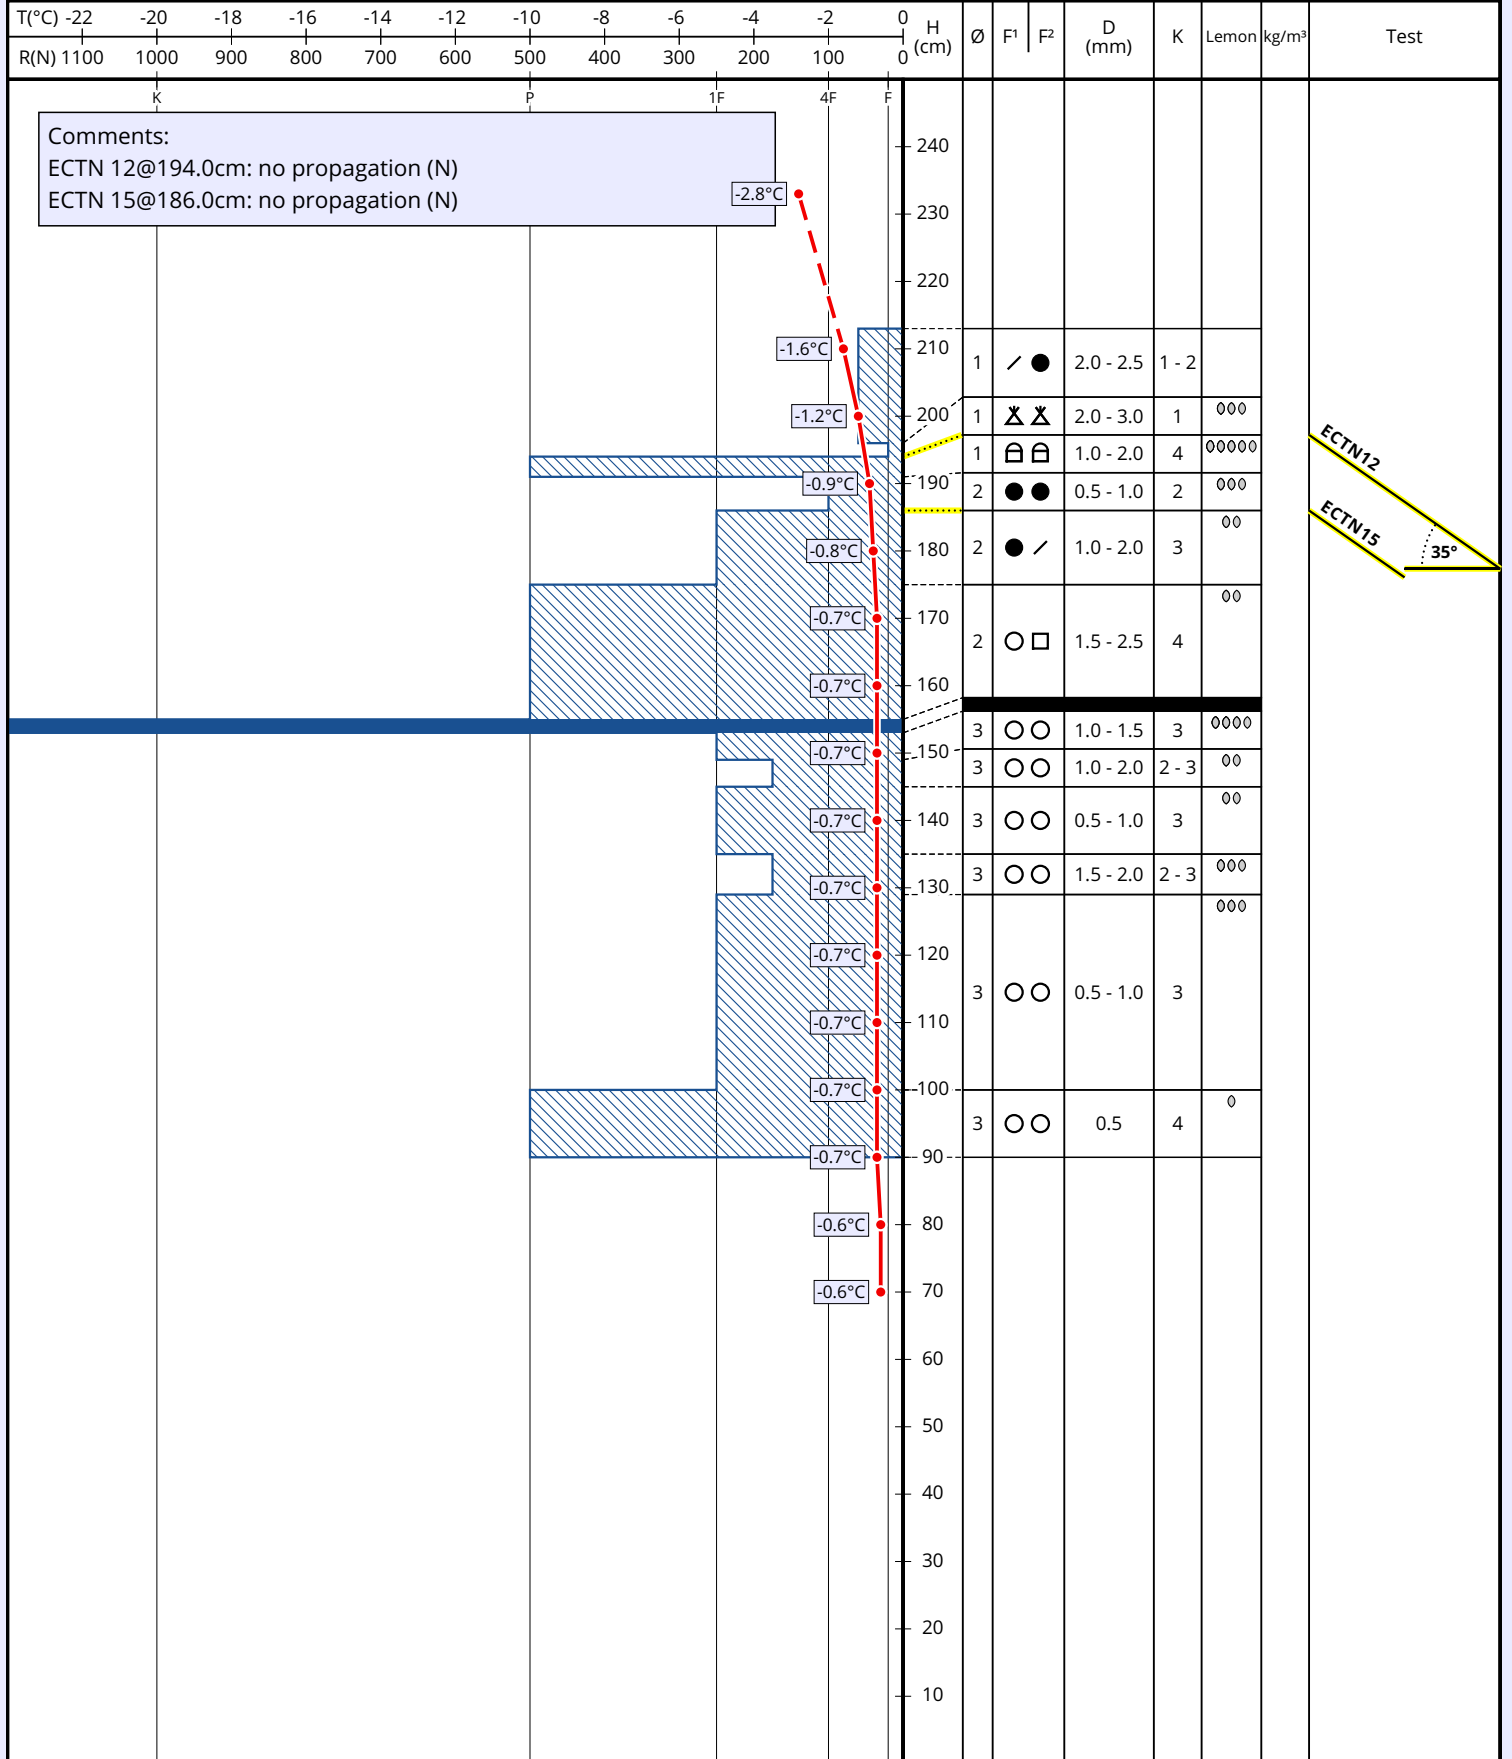 T(°C) -22 -20 -18 -16 -14 -12 -10 -8 -6 -4 -2 0
R(N) 1100 1000 900 800 700 600 500 400 300 200 100 0
H (cm) Ø F¹ F² D (mm) K Lemon kg/m³ Test
K P 1F 4F F
Comments:
ECTN 12@194.0cm: no propagation (N)
ECTN 15@186.0cm: no propagation (N)
240
-2.8°C
230
220
-1.6°C 210
1 2.0 - 2.5 1 - 2
-1.2°C 200
1 2.0 - 3.0 1
1 1.0 - 2.0 4
ECTN12
-0.9°C 190
2 0.5 - 1.0 2
ECTN15
35°
-0.8°C 180
2 1.0 - 2.0 3
-0.7°C 170
2 1.5 - 2.5 4
-0.7°C 160
3 1.0 - 1.5 3
-0.7°C 150
3 1.0 - 2.0 2 - 3
-0.7°C 140
3 0.5 - 1.0 3
3 1.5 - 2.0 2 - 3
-0.7°C 130
-0.7°C 120
3 0.5 - 1.0 3
-0.7°C 110
-0.7°C 100
3 0.5 4
-0.7°C 90
-0.6°C 80
-0.6°C 70
60
50
40
30
20
10